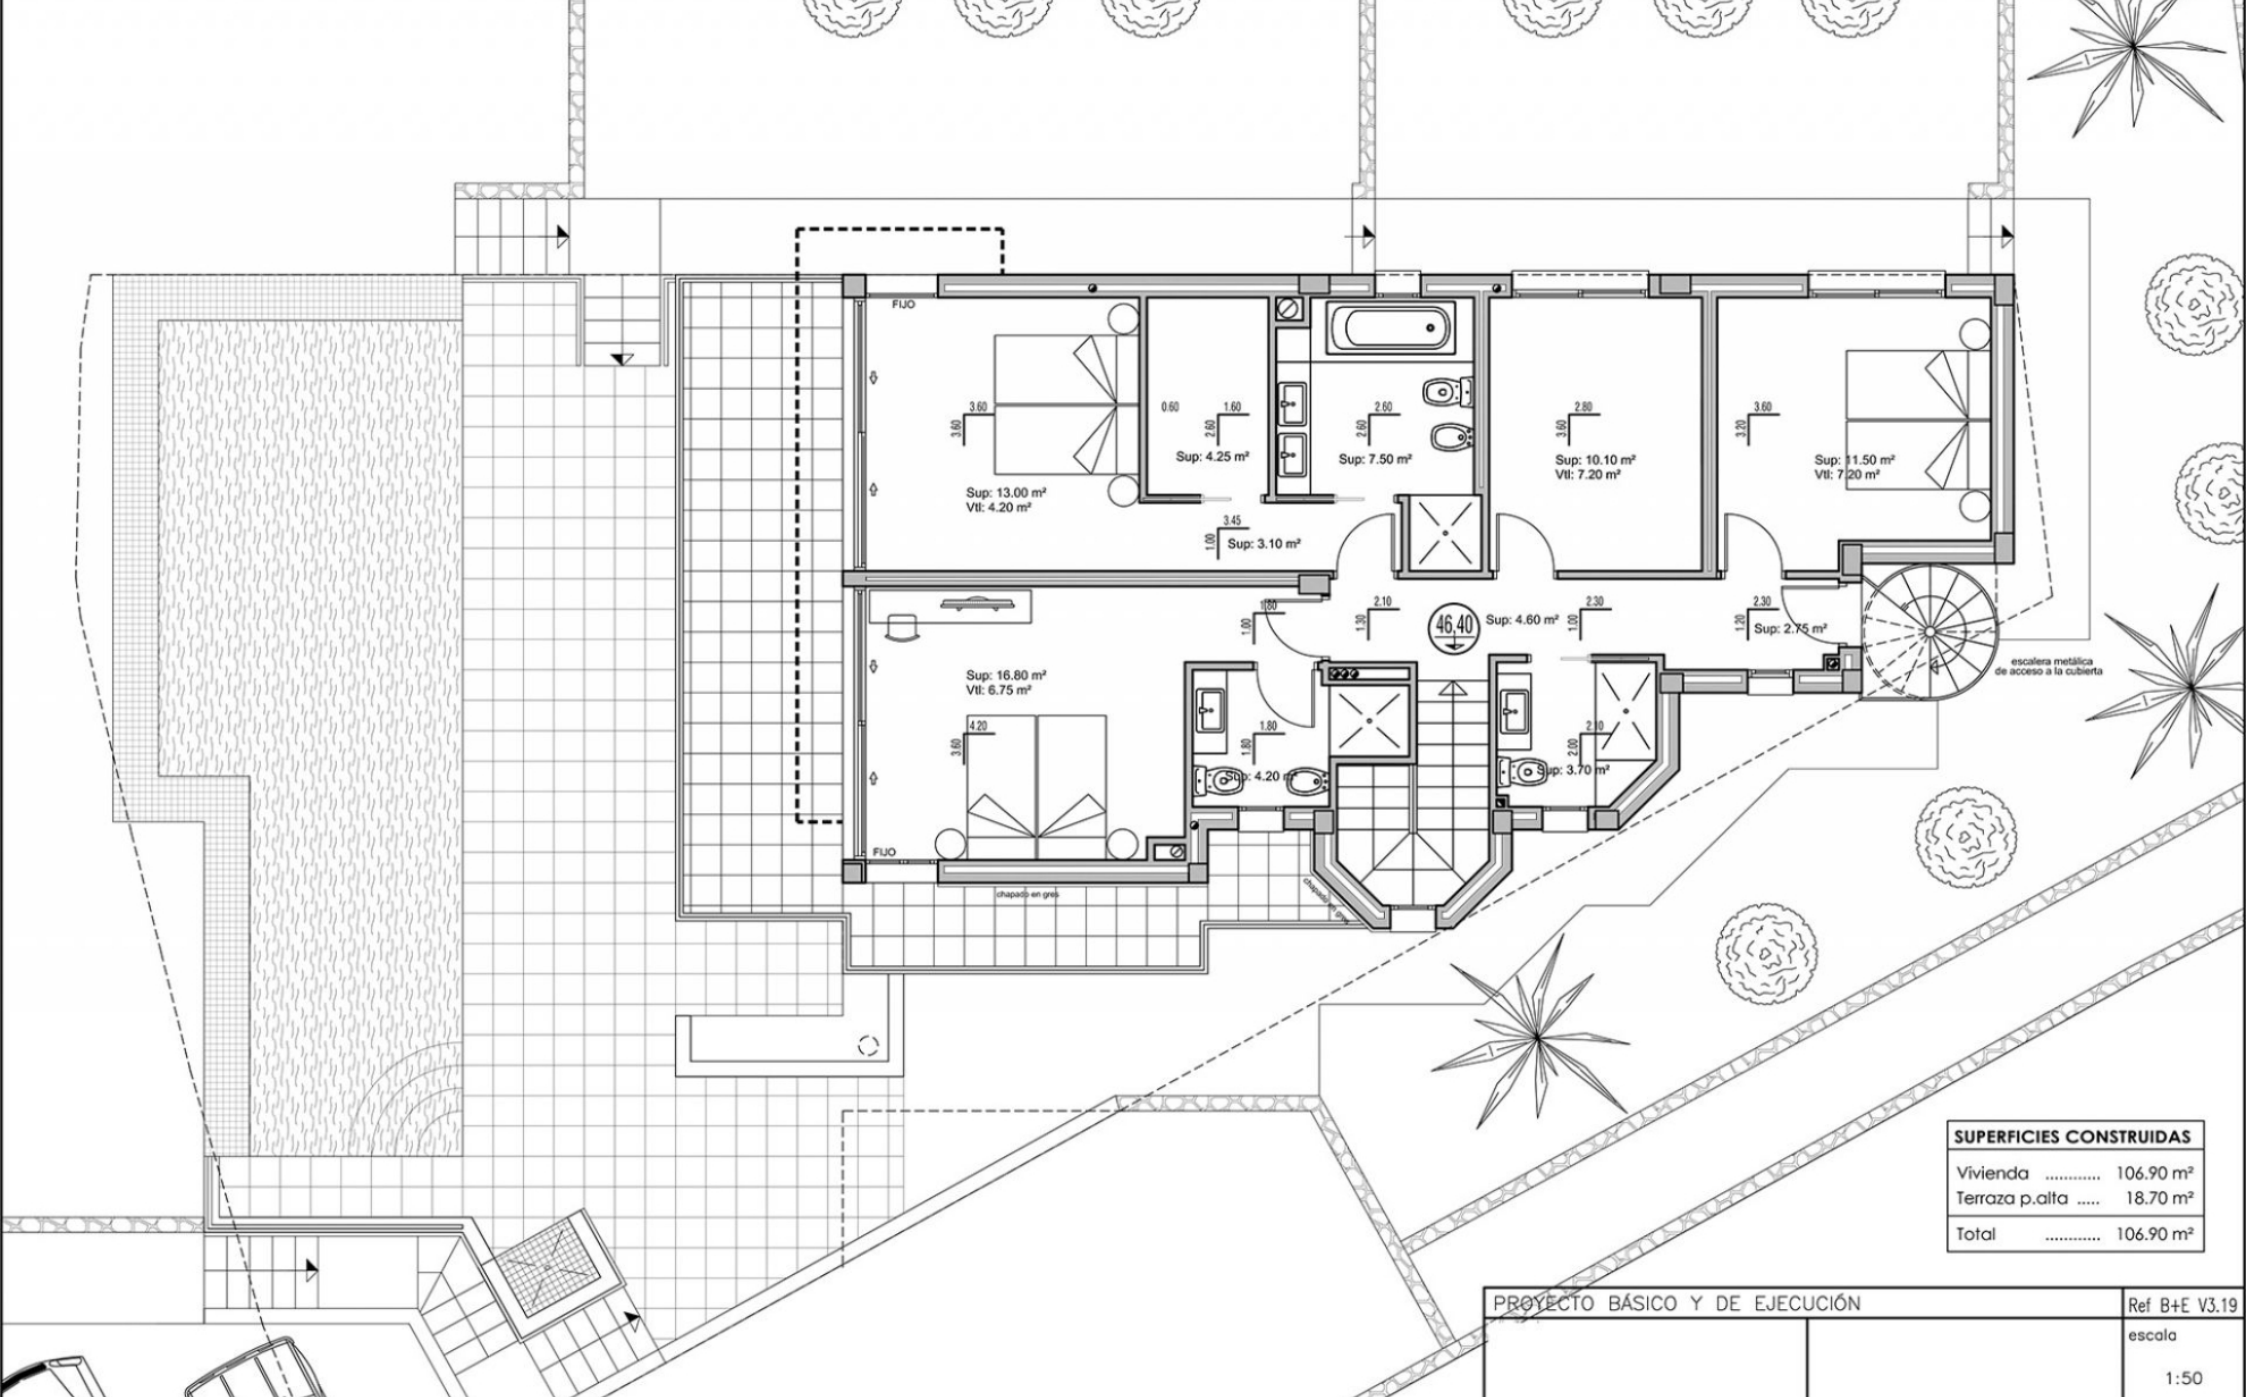 FIJO
3.60
3.60
Sup: 13.00 m²
Vtl: 4.20 m²
0.60
1.60
2.60
Sup: 4.25 m²
2.60
2.60
Sup: 7.50 m²
2.80
3.60
Sup: 10.10 m²
Vtl: 7.20 m²
3.60
3.20
Sup: 11.50 m²
Vtl: 7.20 m²
3.45
1.00
Sup: 3.10 m²
1.80
1.00
2.10
1.30
46,40
Sup: 4.60 m²
2.30
1.00
2.30
1.20
Sup: 2.75 m²
escalera metálica
de acceso a la cubierta
Sup: 16.80 m²
Vtl: 6.75 m²
4.20
3.60
1.80
1.80
Sup: 4.20 m²
2.10
2.00
Sup: 3.70 m²
FIJO
chapado en gres
chapado en gres
SUPERFICIES CONSTRUIDAS
Vivienda ............ 106.90 m²
Terraza p.alta ..... 18.70 m²
Total ............ 106.90 m²
PROYECTO BÁSICO Y DE EJECUCIÓN
Ref B+E V3.19
escala
1:50